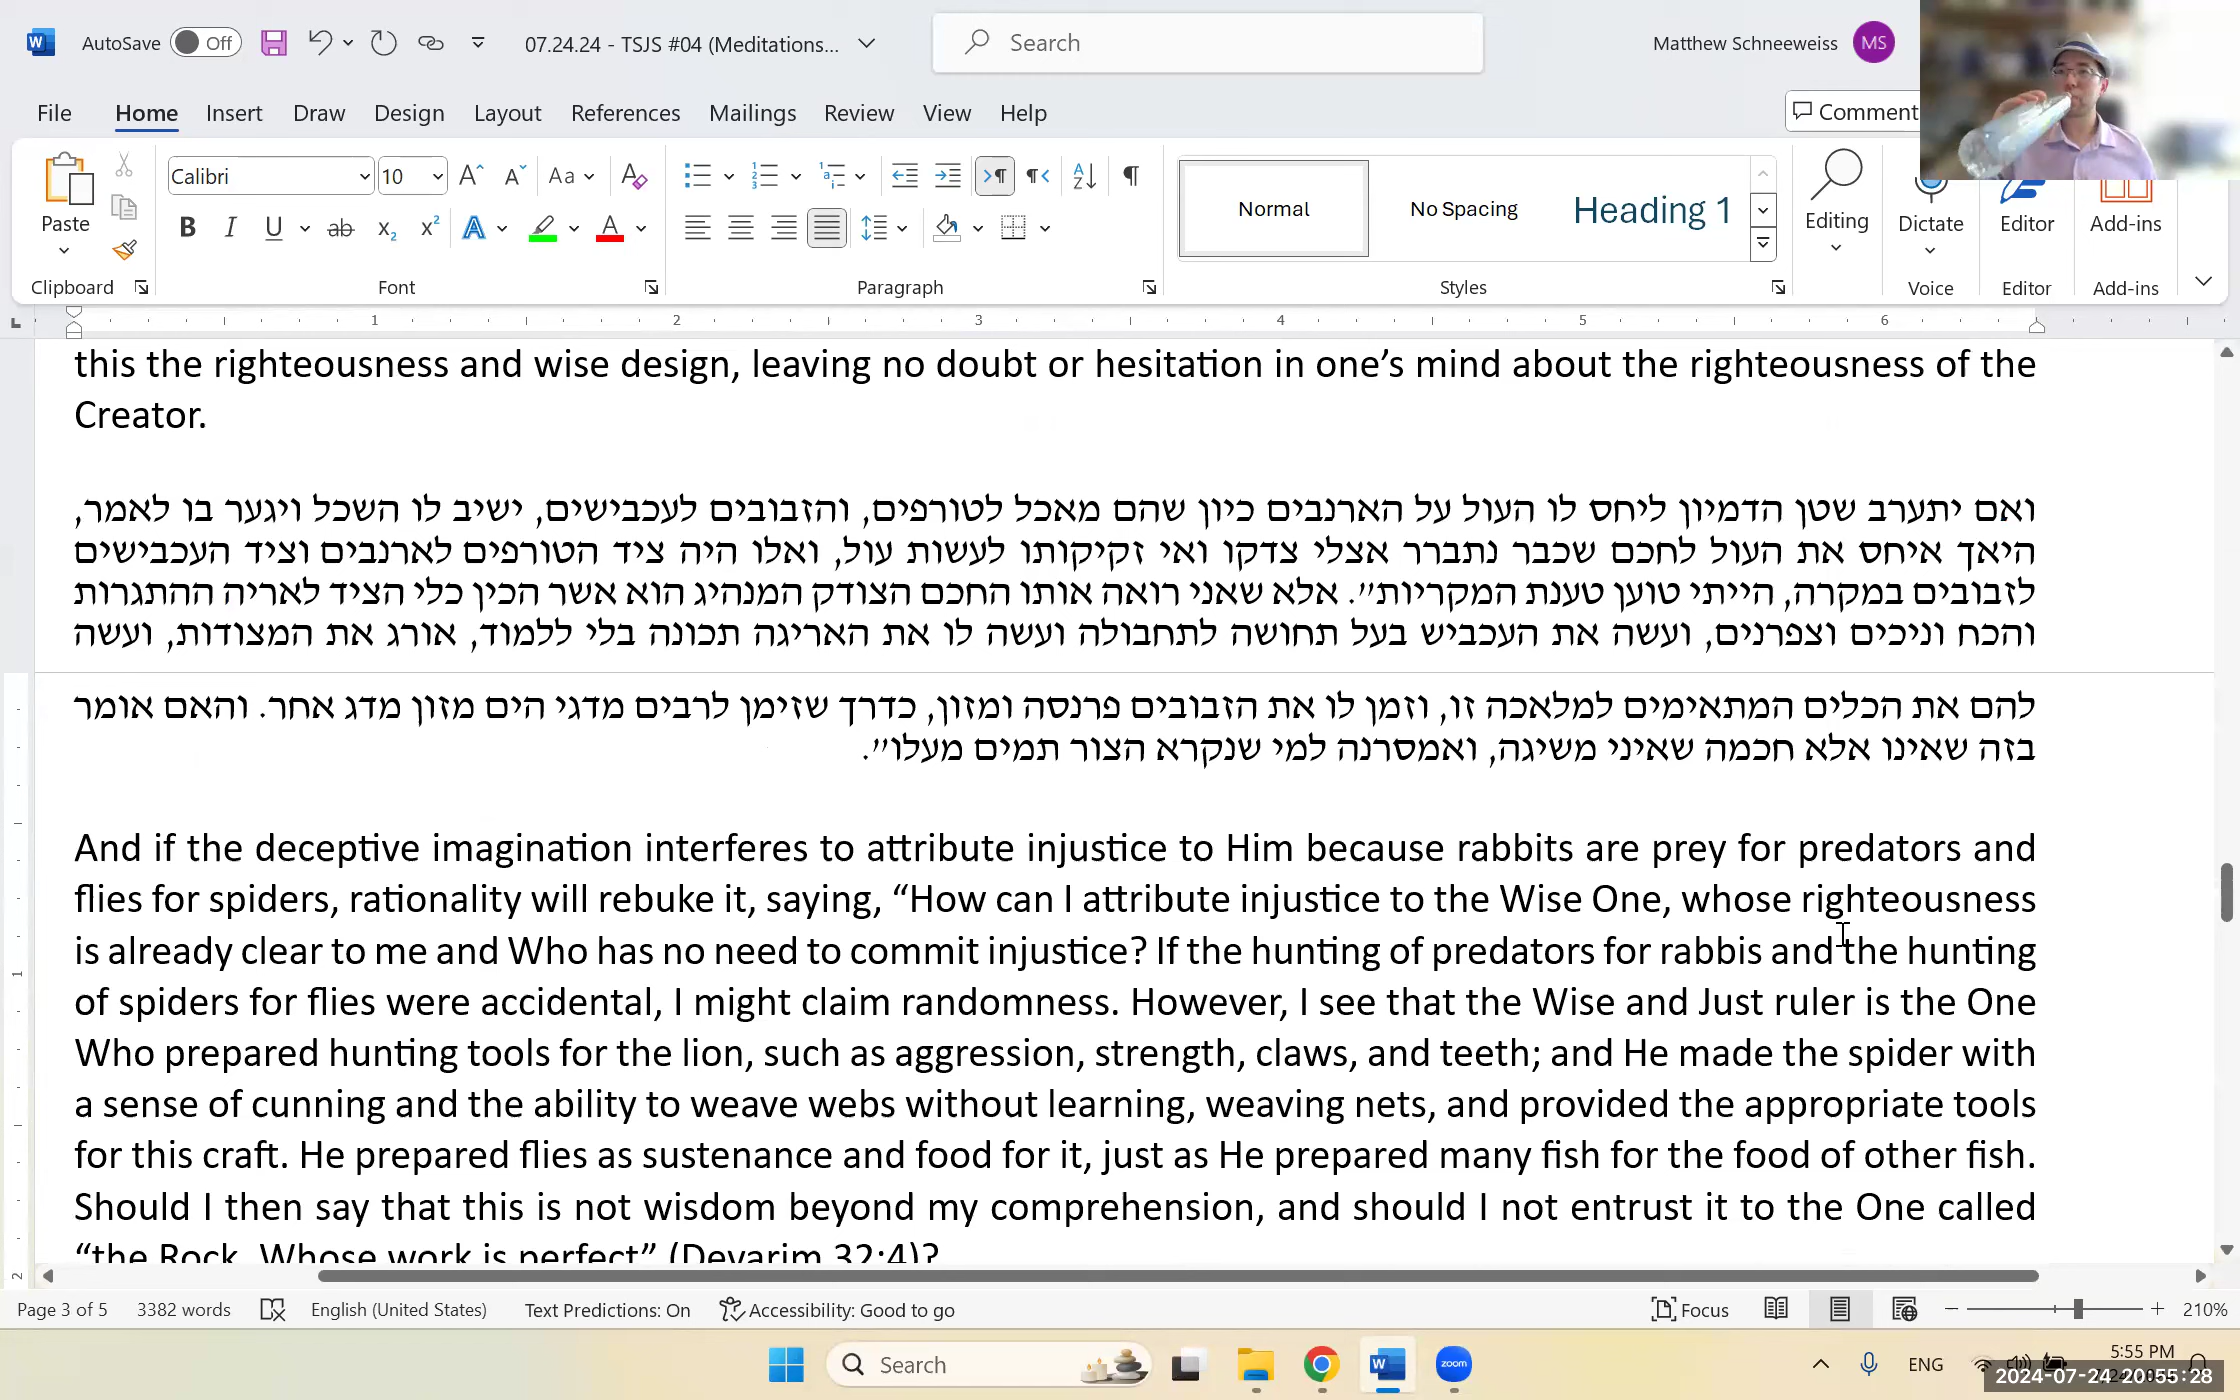 AutoSave Off 07.24.24 - TSJS #04 (Meditations... Search Matthew Schneeweiss MS
File Home Insert Draw Design Layout References Mailings Review View Help Comment
Paste Calibri 10 Normal No Spacing Heading 1 Editing Dictate Editor Add-ins
Clipboard Font Paragraph Styles Voice Editor Add-ins
1 2 3 4 5 6
this the righteousness and wise design, leaving no doubt or hesitation in one’s mind about the righteousness of the
Creator.
ואם יתערב שטן הדמיון ליחס לו העול על הארנבים כיון שהם מאכל לטורפים, והזבובים לעכבישים, ישיב לו השכל ויגער בו לאמר,
היאך איחס את העול לחכם שכבר נתברר אצלי צדקו ואי זקיקותו לעשות עול, ואלו היה ציד הטורפים לארנבים וציד העכבישים
לזבובים במקרה, הייתי טוען טענת המקריות״. אלא שאני רואה אותו החכם הצודק המנהיג הוא אשר הכין כלי הציד לאריה ההתגרות
והכח וניכים וצפרנים, ועשה את העכביש בעל תחושה לתחבולה ועשה לו את האריגה תכונה בלי ללמוד, אורג את המצודות, ועשה
להם את הכלים המתאימים למלאכה זו, וזמן לו את הזבובים פרנסה ומזון, כדרך שזימן לרבים מדגי הים מזון מדג אחר. והאם אומר
בזה שאינו אלא חכמה שאיני משיגה, ואמסרנה למי שנקרא הצור תמים מעלו״.
And if the deceptive imagination interferes to attribute injustice to Him because rabbits are prey for predators and
flies for spiders, rationality will rebuke it, saying, “How can I attribute injustice to the Wise One, whose righteousness
is already clear to me and Who has no need to commit injustice? If the hunting of predators for rabbis and the hunting
of spiders for flies were accidental, I might claim randomness. However, I see that the Wise and Just ruler is the One
Who prepared hunting tools for the lion, such as aggression, strength, claws, and teeth; and He made the spider with
a sense of cunning and the ability to weave webs without learning, weaving nets, and provided the appropriate tools
for this craft. He prepared flies as sustenance and food for it, just as He prepared many fish for the food of other fish.
Should I then say that this is not wisdom beyond my comprehension, and should I not entrust it to the One called
“the Rock, Whose work is perfect” (Devarim 32:4)?
Page 3 of 5 3382 words English (United States) Text Predictions: On Accessibility: Good to go Focus 210%
Search zoom ENG 5:55 PM
2024-07-24 20:55:28